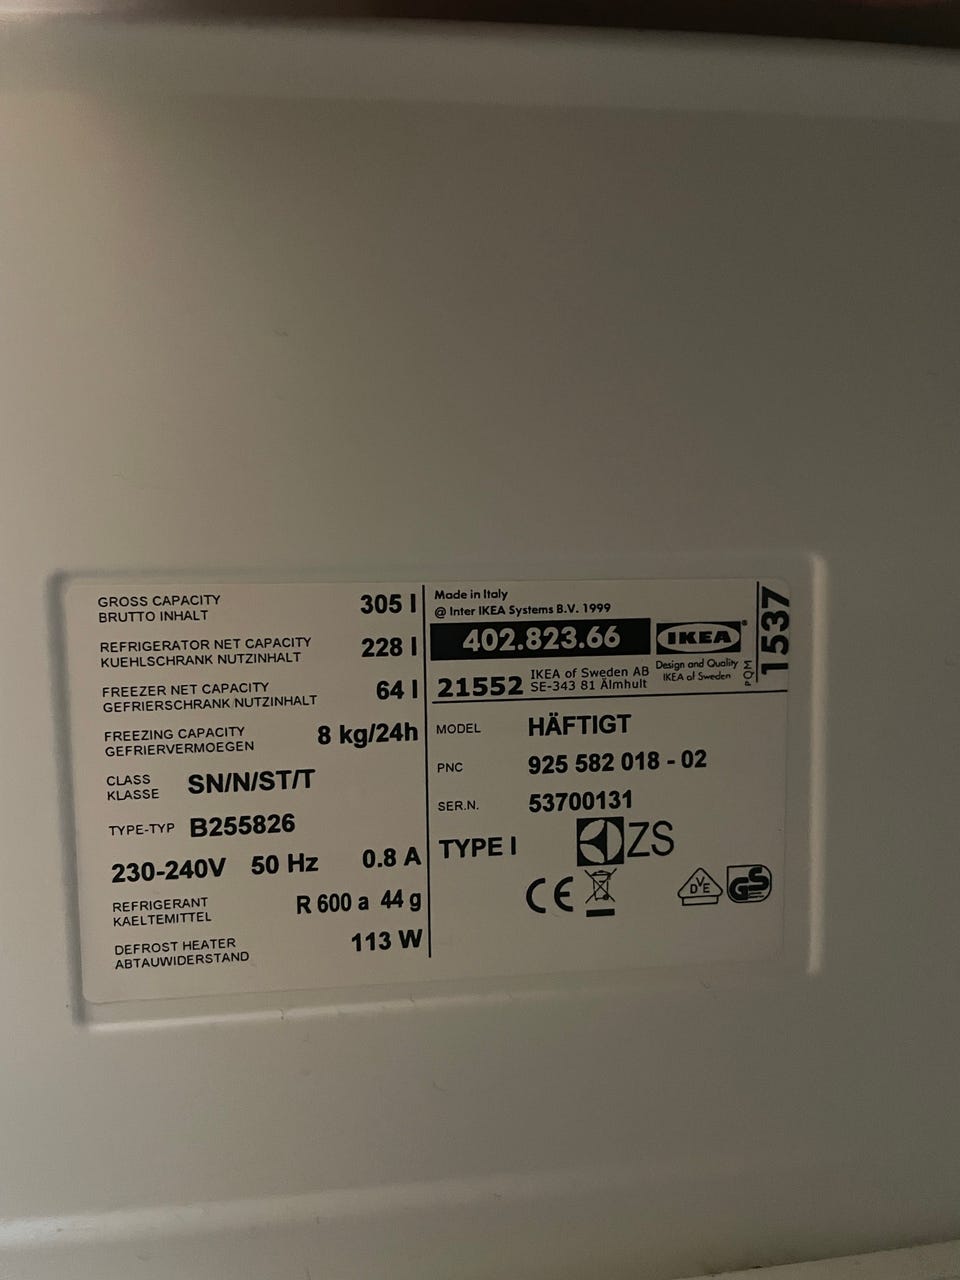 GROSS CAPACITY
BRUTTO INHALT
305 l
REFRIGERATOR NET CAPACITY
KUEHLSCHRANK NUTZINHALT
228 l
FREEZER NET CAPACITY
GEFRIERSCHRANK NUTZINHALT
64 l
FREEZING CAPACITY
GEFRIERVERMOEGEN
8 kg/24h
CLASS
KLASSE
SN/N/ST/T
TYPE-TYP B255826
230-240V 50 Hz 0.8 A
REFRIGERANT
KAELTEMITTEL
R 600 a 44 g
DEFROST HEATER
ABTAUWIDERSTAND
113 W
Made in Italy
@ Inter IKEA Systems B.V. 1999
402.823.66
IKEA®
Design and Quality
IKEA of Sweden
21552
IKEA of Sweden AB
SE-343 81 Älmhult
PQM
1537
MODEL HÄFTIGT
PNC 925 582 018 - 02
SER.N. 53700131
TYPE I
ZS
CE
DVE
GS